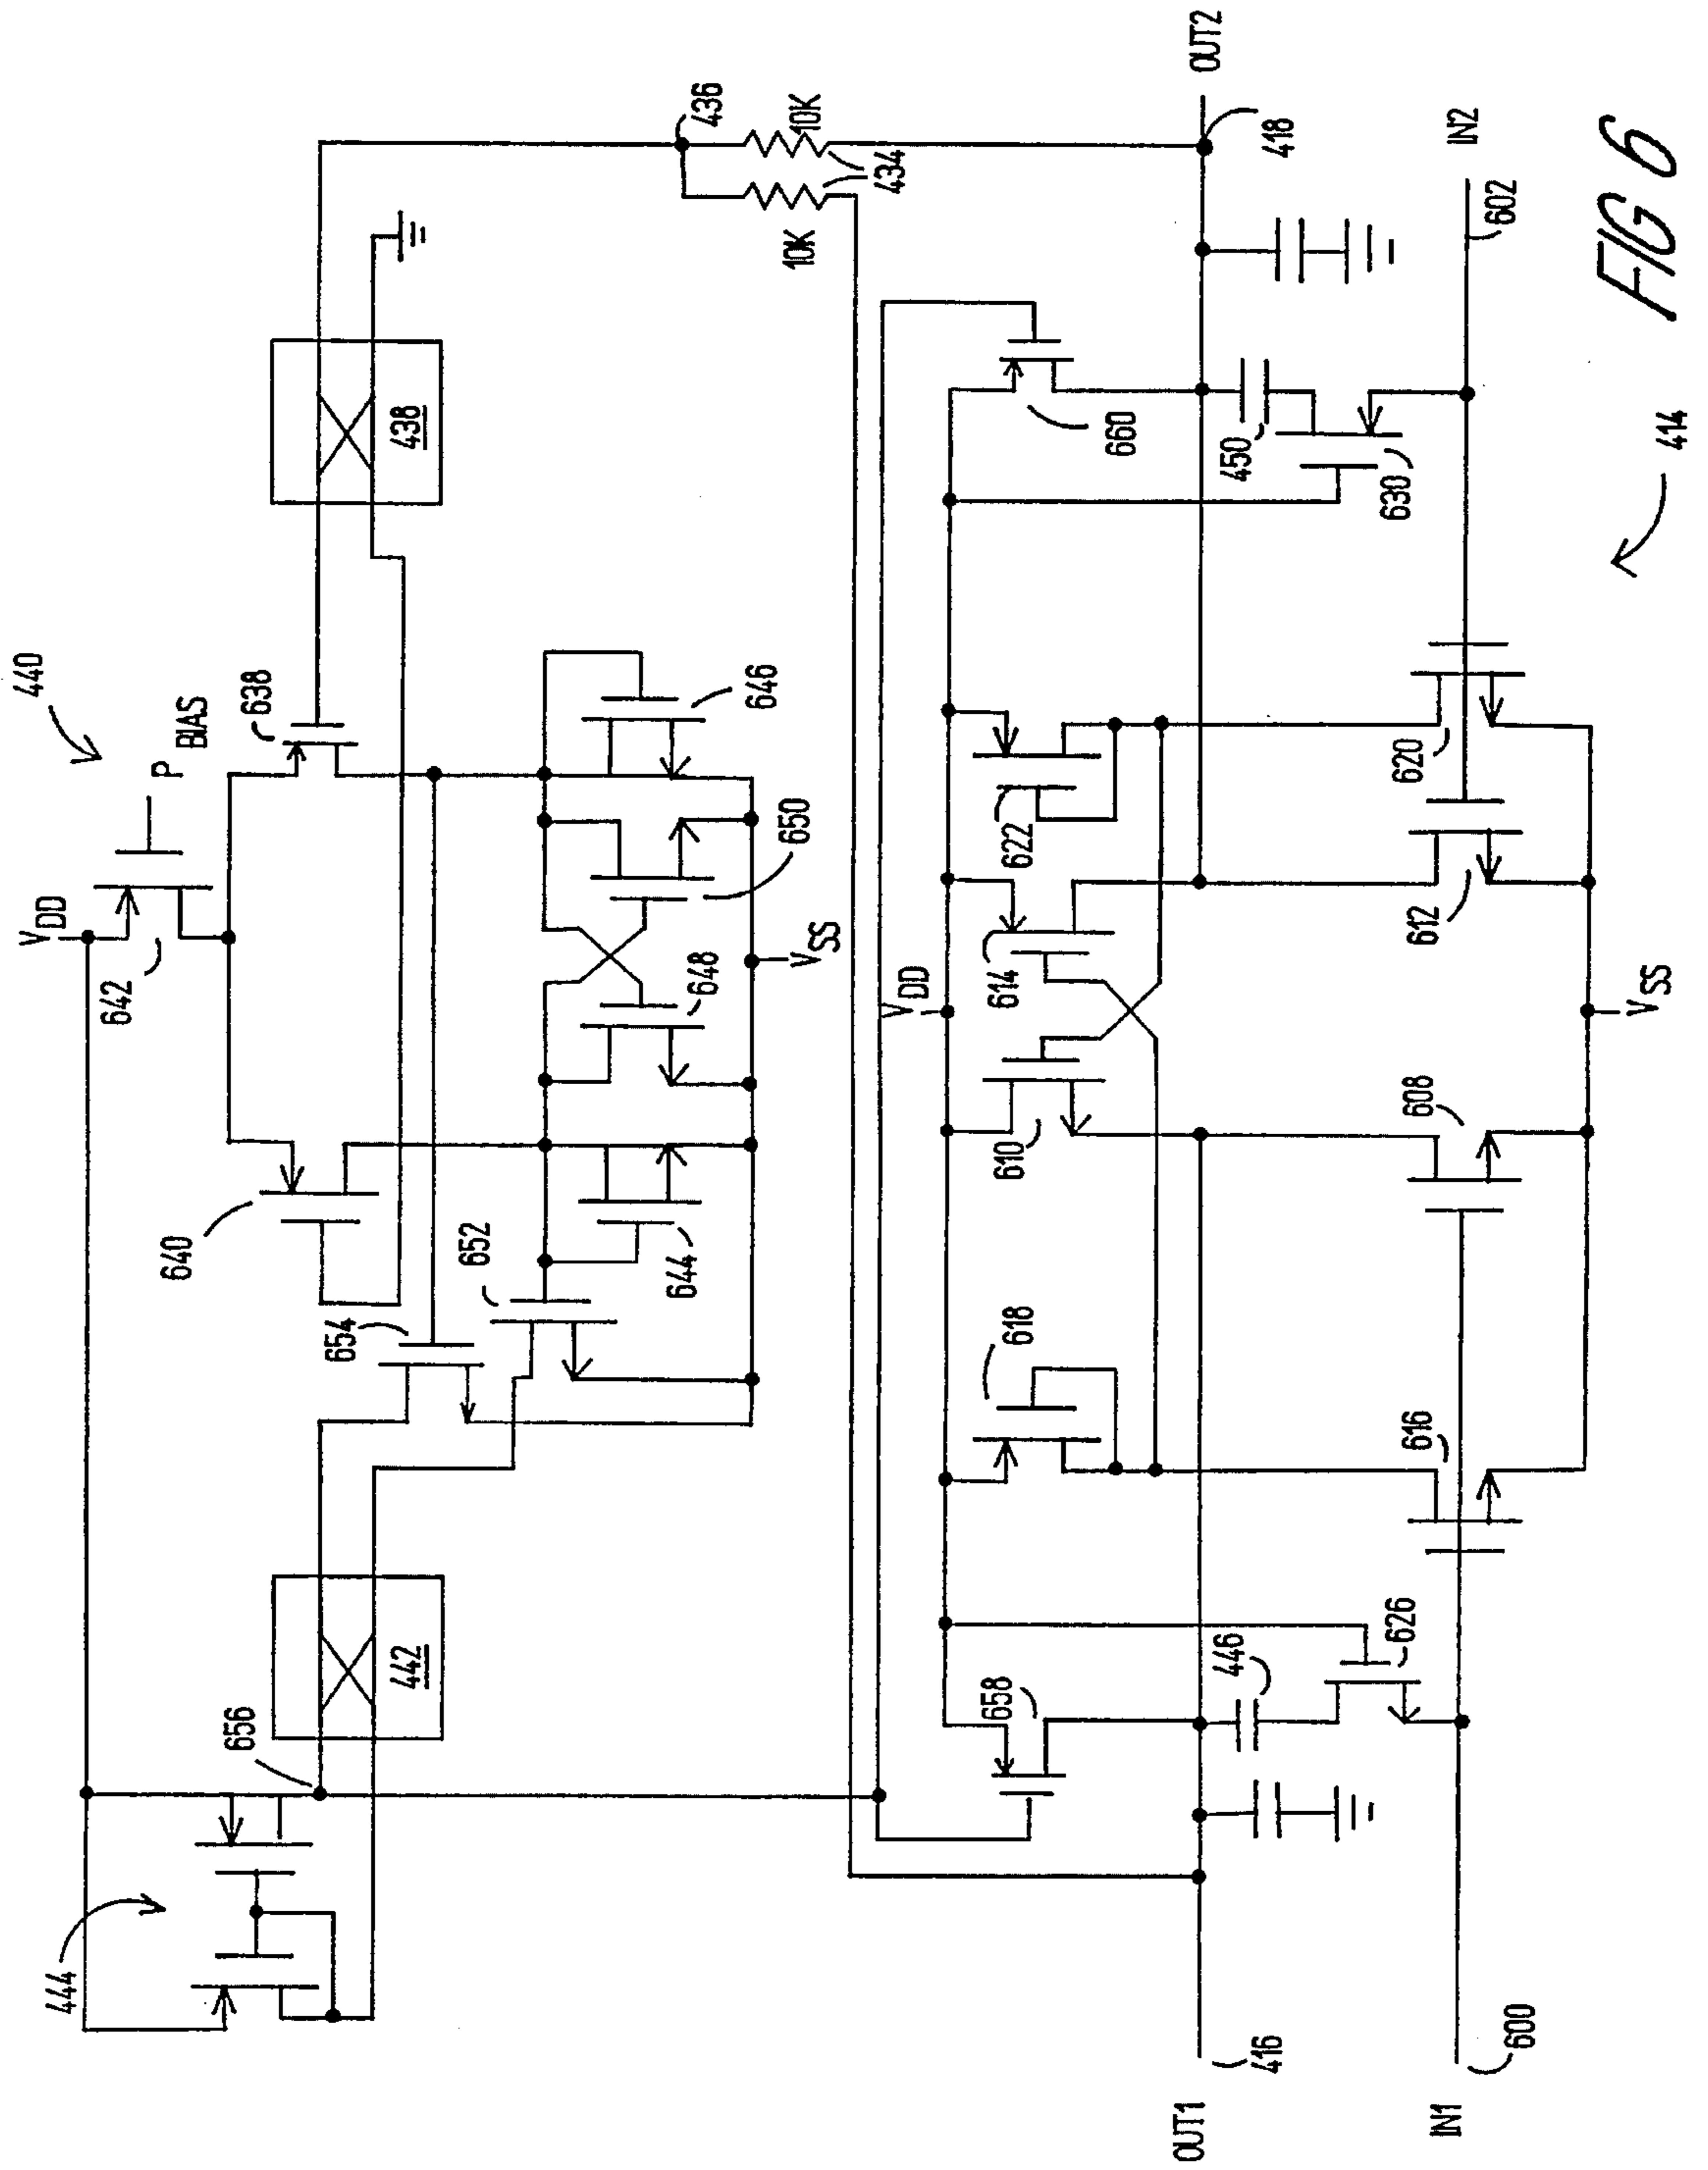 440
V DD
P BIAS
642
638
640
654
652
644
648
650
646
V SS
438
436
10K
10K
434
444
656
442
V DD
658
446
626
618
616
610
614
622
608
612
620
V SS
660
450
630
OUT1
416
IN1
600
OUT2
418
IN2
602
414
FIG 6